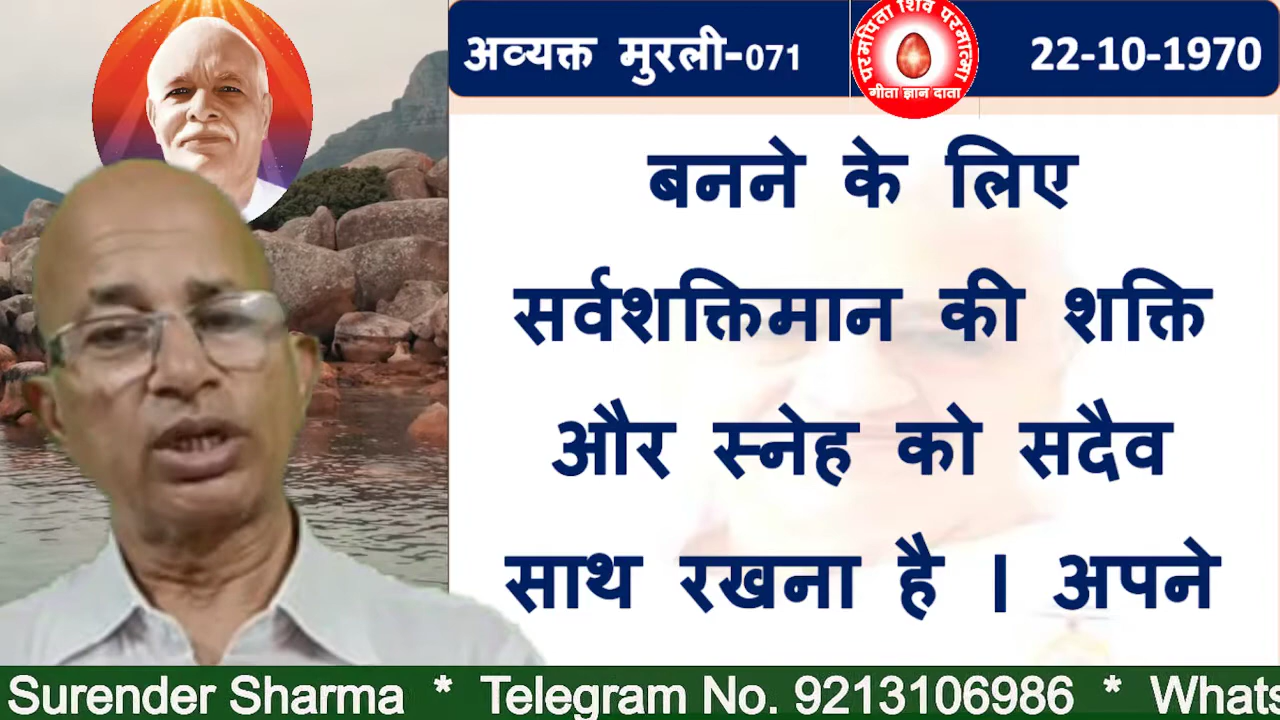 अव्यक्त मुरली-071
परमपिता शिव परमात्मा
गीता ज्ञान दाता
22-10-1970
बनने के लिए
सर्वशक्तिमान की शक्ति
और स्नेह को सदैव
साथ रखना है । अपने
Surender Sharma * Telegram No. 9213106986 * Whats